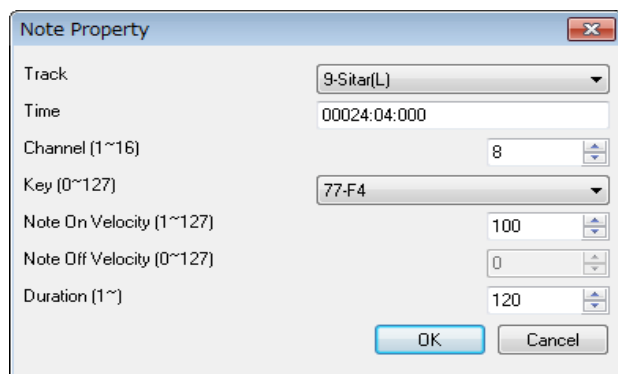 Note Property
Track 9-Sitar(L)
Time 00024:04:000
Channel (1~16) 8
Key (0~127) 77-F4
Note On Velocity (1~127) 100
Note Off Velocity (0~127) 0
Duration (1~) 120
OK Cancel